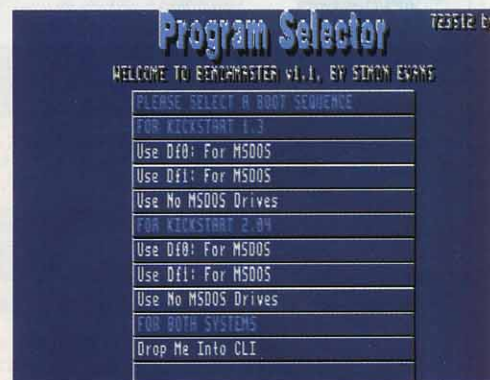 Program Selector
723512 b
WELCOME TO BENCHMASTER v1.1, BY SIMON EVANS
PLEASE SELECT A BOOT SEQUENCE
FOR KICKSTART 1.3
Use Df0: For MSDOS
Use Df1: For MSDOS
Use No MSDOS Drives
FOR KICKSTART 2.04
Use Df0: For MSDOS
Use Df1: For MSDOS
Use No MSDOS Drives
FOR BOTH SYSTEMS
Drop Me Into CLI